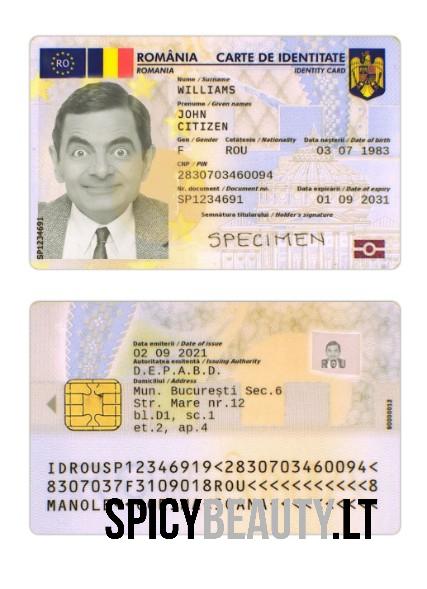 RO
ROMÂNIA CARTE DE IDENTITATE
ROMANIA IDENTITY CARD
Nume / Surname
WILLIAMS
Prenume / Given names
JOHN
CITIZEN
Gen / Gender Cetățenie / Nationality Data nașterii / Date of birth
F ROU 03 07 1983
CNP / PIN
2830703460094
Nr. document / Document no. Data expirării / Date of expiry
SP1234691 01 09 2031
Semnătura titularului / Holder's signature
SPECIMEN
SP1234691
Data emiterii / Date of issue
02 09 2021
Autoritatea emitentă / Issuing Authority
D.E.P.A.B.D.
Domiciliul / Address
Mun. București Sec.6
Str. Mare nr.12
bl.D1, sc.1
et.2, ap.4
ROU
IDROUSP12346919<2830703460094<
8307037F3109018ROU<<<<<<<<<<<8
SPICYBEAUTY.LT